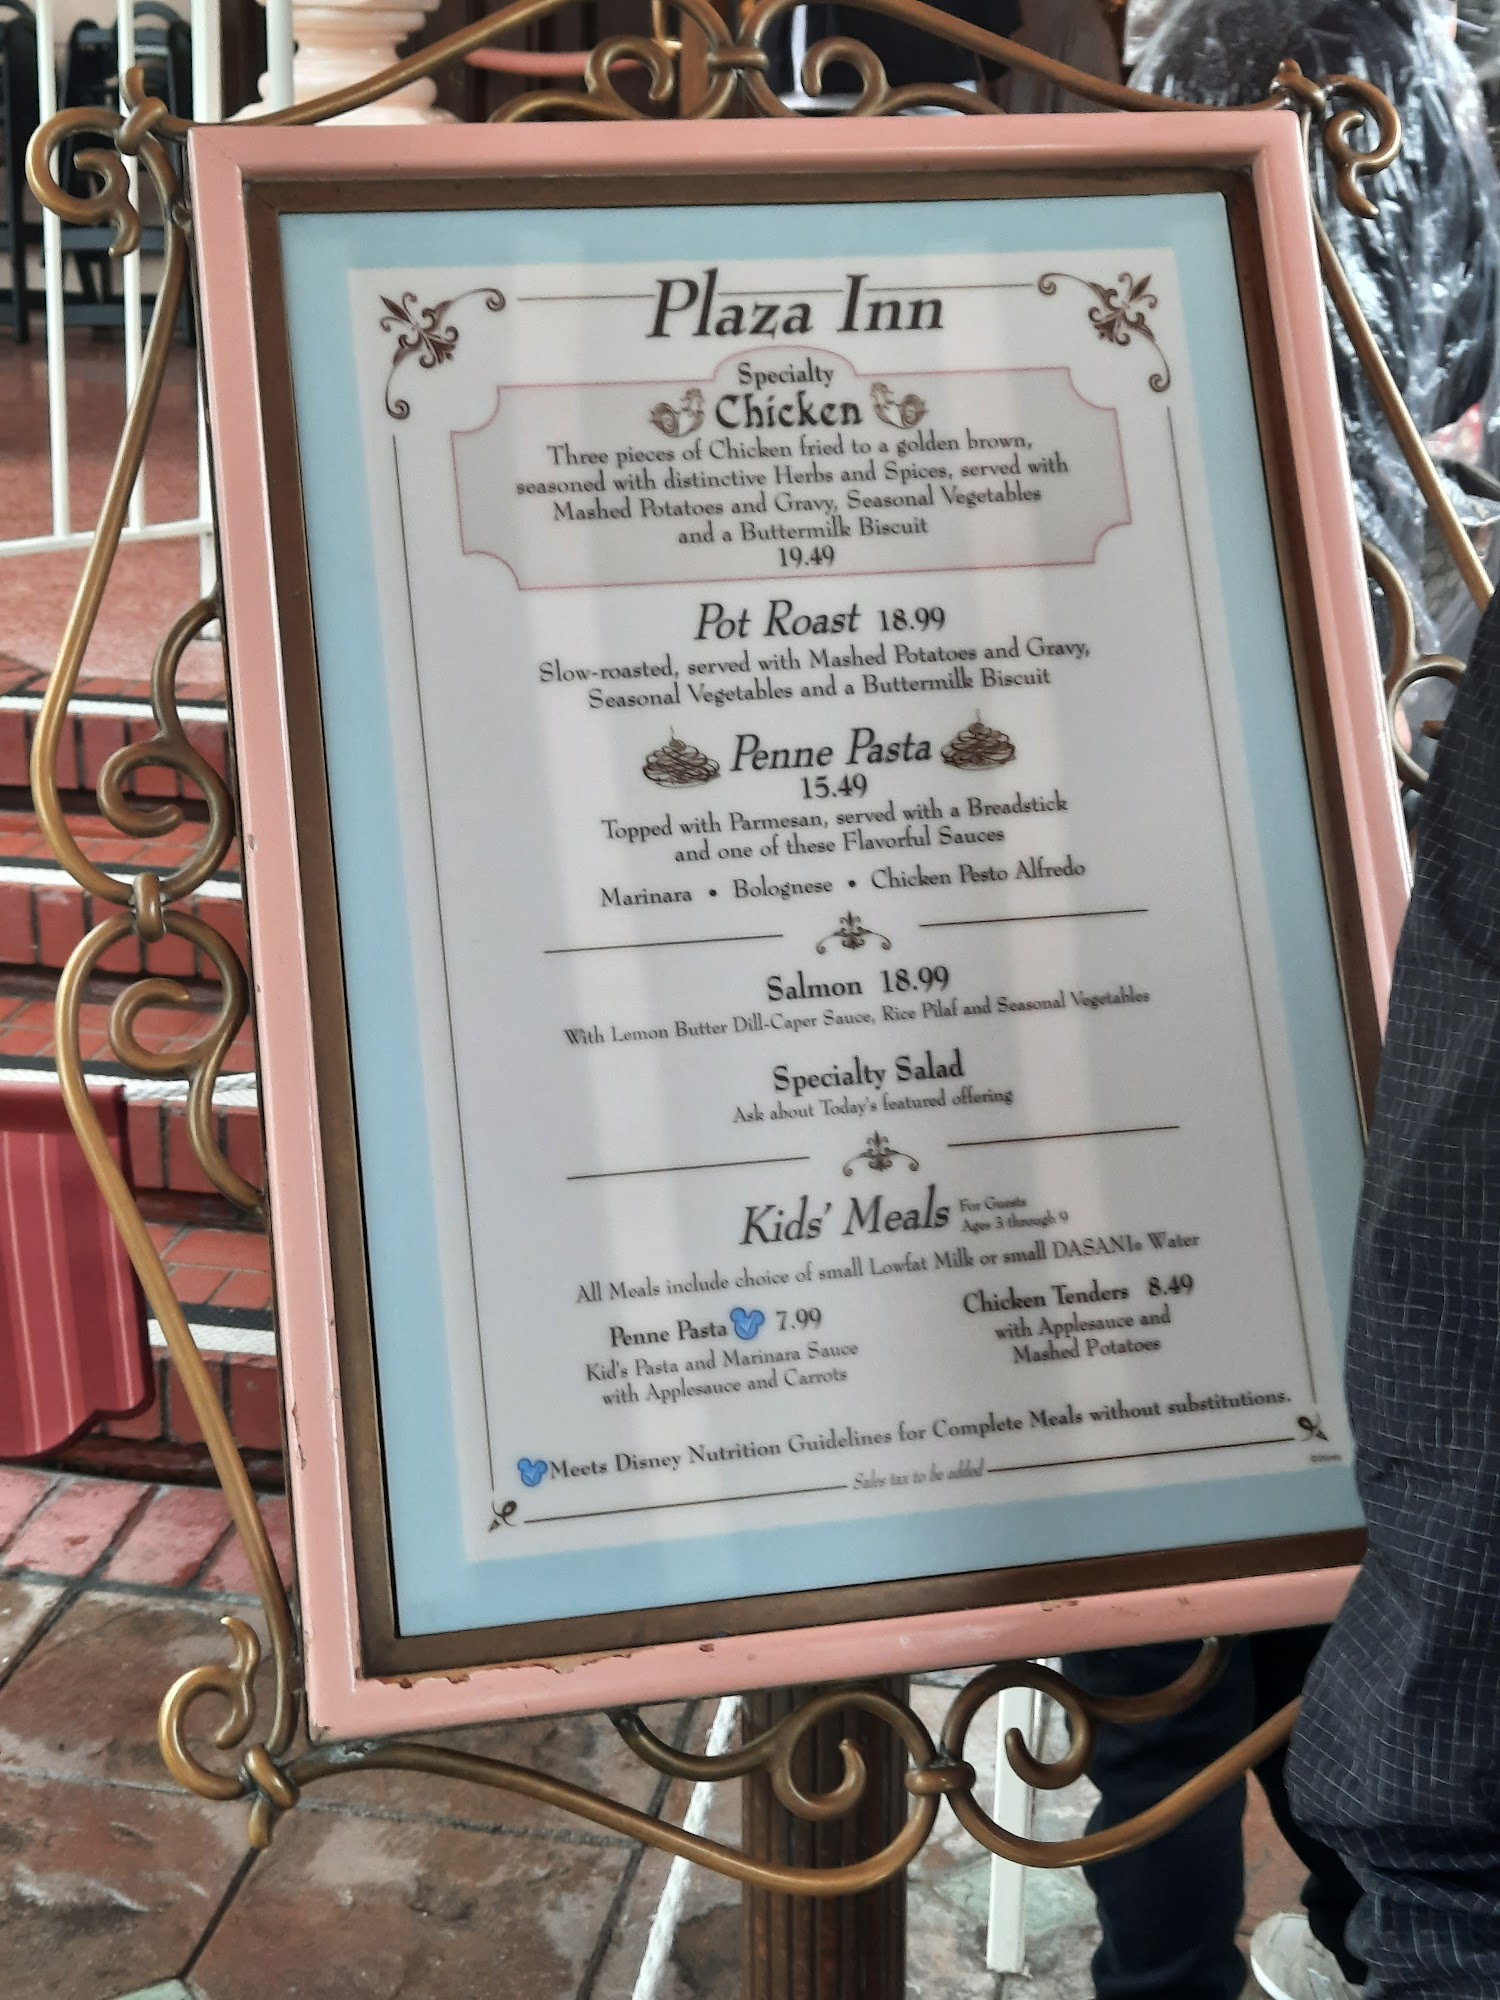 Plaza Inn
Specialty
Chicken
Three pieces of Chicken fried to a golden brown,
seasoned with distinctive Herbs and Spices, served with
Mashed Potatoes and Gravy, Seasonal Vegetables
and a Buttermilk Biscuit
19.49
Pot Roast 18.99
Slow-roasted, served with Mashed Potatoes and Gravy,
Seasonal Vegetables and a Buttermilk Biscuit
Penne Pasta
15.49
Topped with Parmesan, served with a Breadstick
and one of these Flavorful Sauces
Marinara • Bolognese • Chicken Pesto Alfredo
Salmon 18.99
With Lemon Butter Dill-Caper Sauce, Rice Pilaf and Seasonal Vegetables
Specialty Salad
Ask about Today's featured offering
Kids' Meals For Guests
Ages 3 through 9
All Meals include choice of small Lowfat Milk or small DASANI® Water
Penne Pasta 7.99
Kid's Pasta and Marinara Sauce
with Applesauce and Carrots
Chicken Tenders 8.49
with Applesauce and
Mashed Potatoes
Meets Disney Nutrition Guidelines for Complete Meals without substitutions.
Sales tax to be added
©Disney